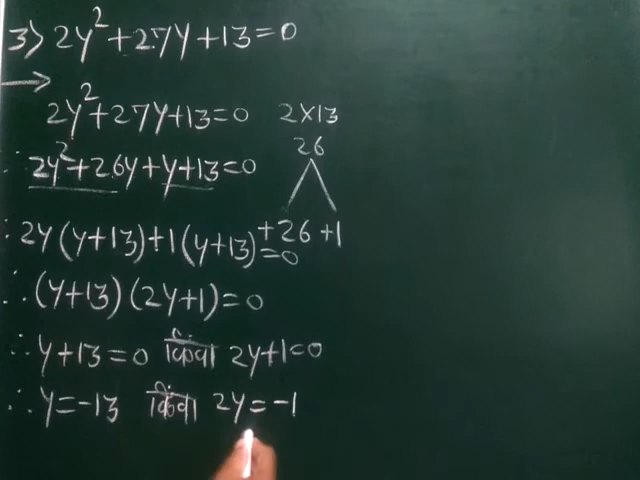 3) 2y²+27y+13=0
→
2y²+27y+13=0 2×13
26
∴ 2y²+26y+y+13=0
+26 +1
∴ 2y(y+13)+1(y+13)=0
∴ (y+13)(2y+1)=0
∴ y+13=0 किंवा 2y+1=0
∴ y=-13 किंवा 2y=-1